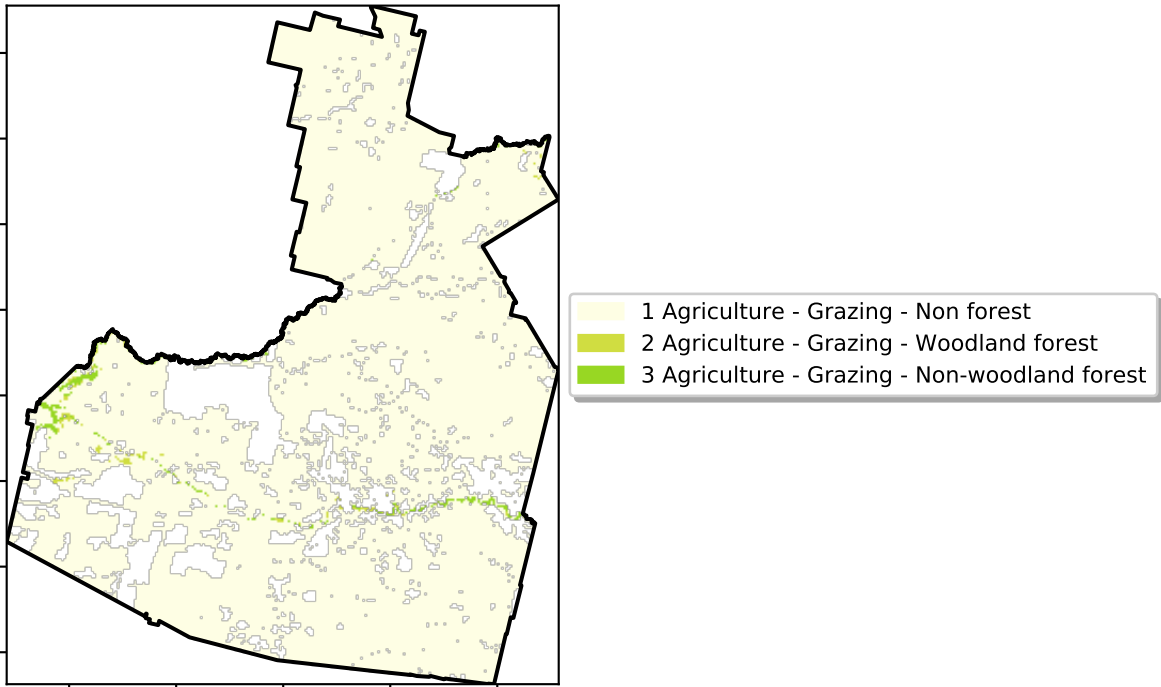 1 Agriculture - Grazing - Non forest
2 Agriculture - Grazing - Woodland forest
3 Agriculture - Grazing - Non-woodland forest